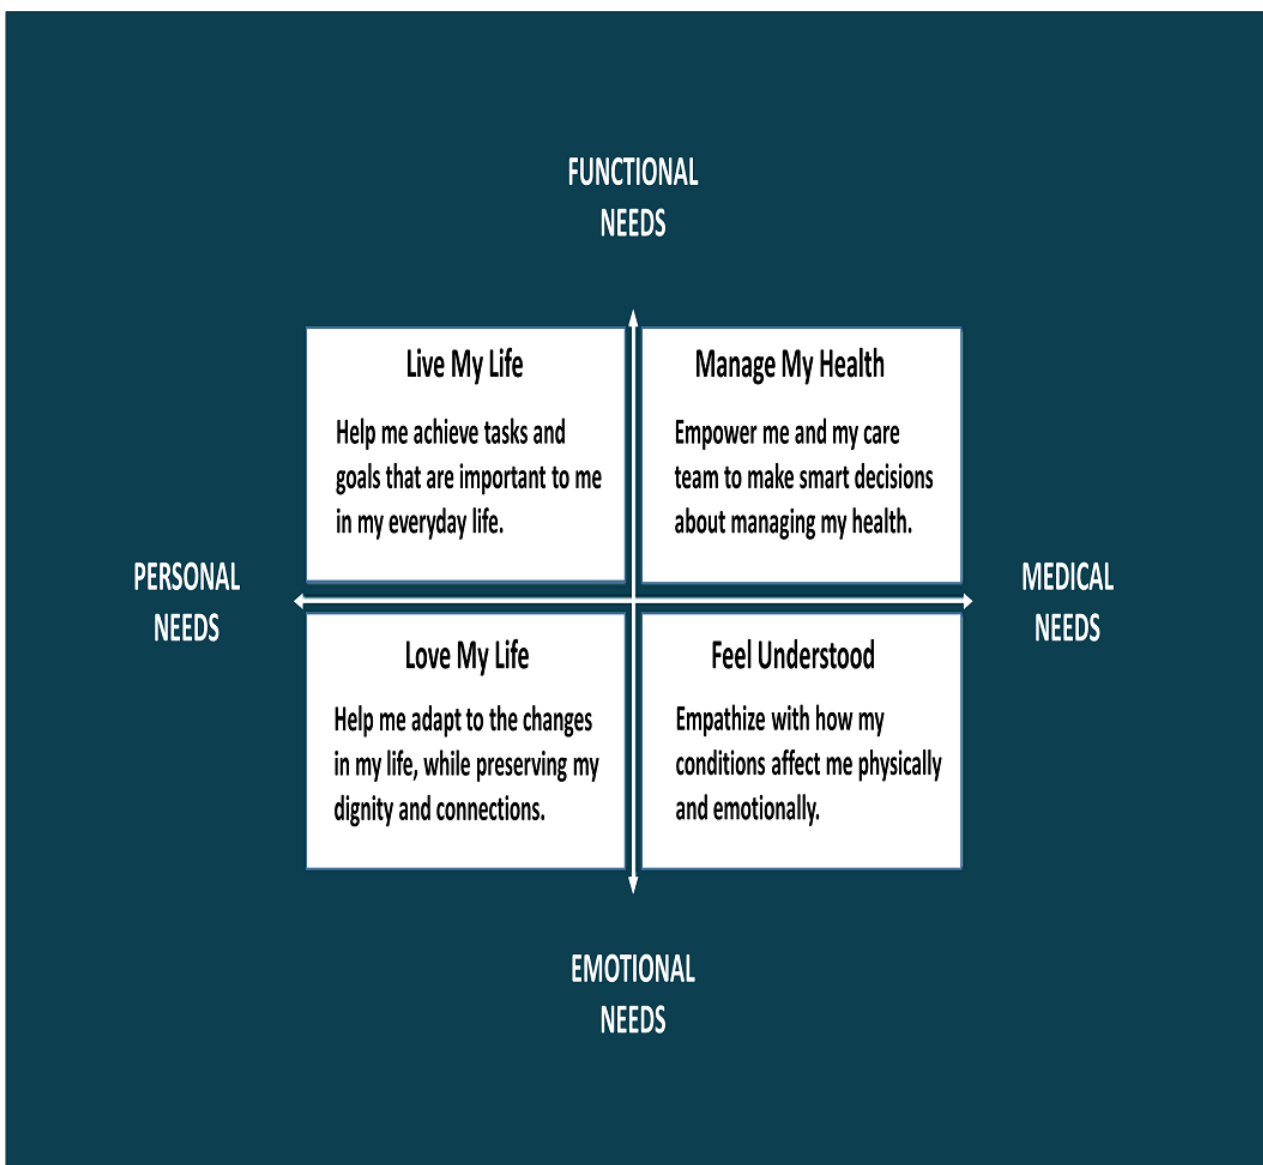 FUNCTIONAL
NEEDS
Live My Life
Help me achieve tasks and
goals that are important to me
in my everyday life.
Manage My Health
Empower me and my care
team to make smart decisions
about managing my health.
PERSONAL
NEEDS
MEDICAL
NEEDS
Love My Life
Help me adapt to the changes
in my life, while preserving my
dignity and connections.
Feel Understood
Empathize with how my
conditions affect me physically
and emotionally.
EMOTIONAL
NEEDS